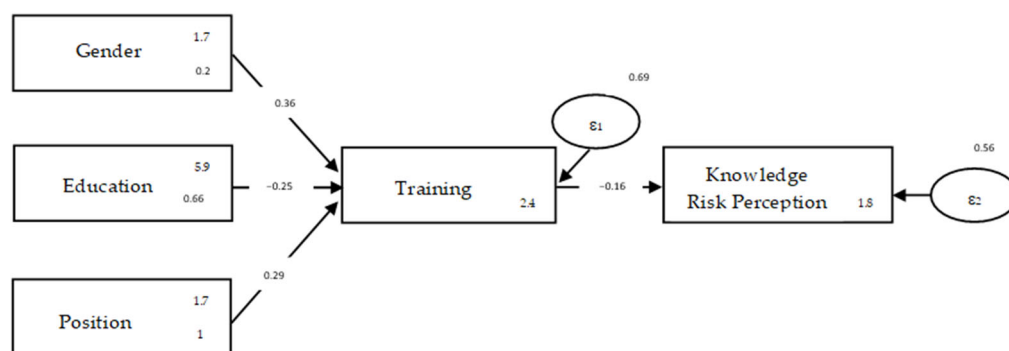 Gender
1.7
0.2
0.36
Education
5.9
0.66
−0.25
Position
1.7
1
0.29
Training
2.4
0.69
ε1
−0.16
Knowledge
Risk Perception
1.8
0.56
ε2